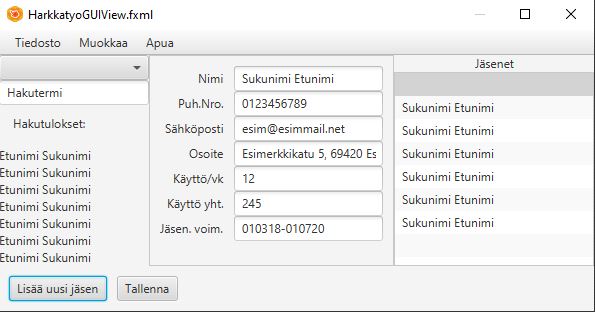 HarkkatyoGUIView.fxml
Tiedosto Muokkaa Apua
Hakutermi
Hakutulokset:
Etunimi Sukunimi
Etunimi Sukunimi
Etunimi Sukunimi
Etunimi Sukunimi
Etunimi Sukunimi
Etunimi Sukunimi
Etunimi Sukunimi
Nimi Sukunimi Etunimi
Puh.Nro. 0123456789
Sähköposti esim@esimmail.net
Osoite Esimerkkikatu 5, 69420 Es
Käyttö/vk 12
Käyttö yht. 245
Jäsen. voim. 010318-010720
Jäsenet
Sukunimi Etunimi
Sukunimi Etunimi
Sukunimi Etunimi
Sukunimi Etunimi
Sukunimi Etunimi
Sukunimi Etunimi
Lisää uusi jäsen Tallenna